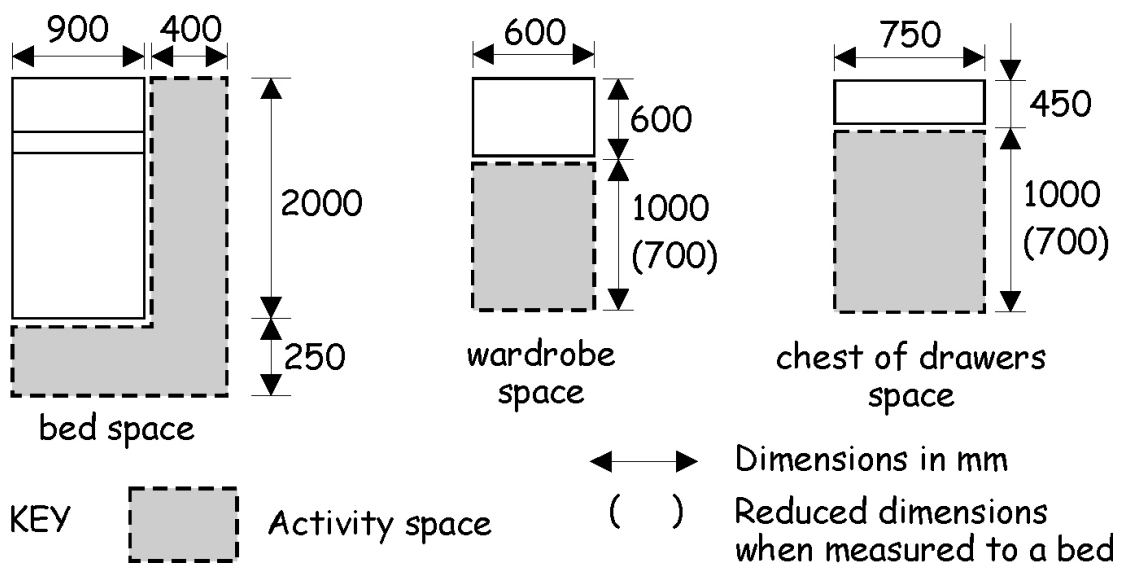 900 400
2000
250
bed space
600
600
1000
(700)
wardrobe
space
750
450
1000
(700)
chest of drawers
space
KEY
Activity space
Dimensions in mm
( )
Reduced dimensions
when measured to a bed